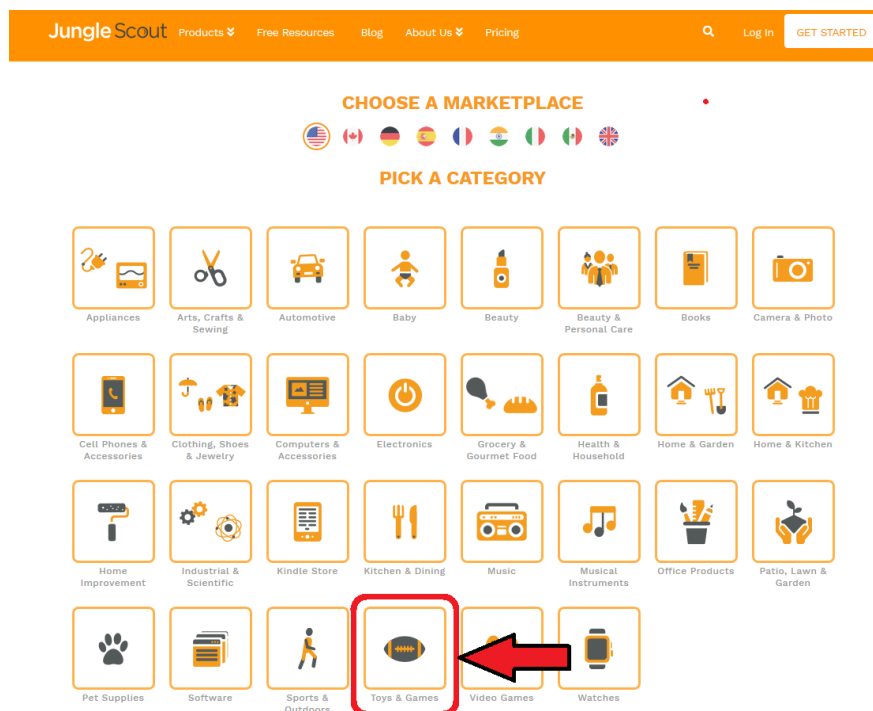 Jungle Scout Products Free Resources Blog About Us Pricing Log In GET STARTED
CHOOSE A MARKETPLACE
PICK A CATEGORY
Appliances
Arts, Crafts &
Sewing
Automotive
Baby
Beauty
Beauty &
Personal Care
Books
Camera & Photo
Cell Phones &
Accessories
Clothing, Shoes
& Jewelry
Computers &
Accessories
Electronics
Grocery &
Gourmet Food
Health &
Household
Home & Garden
Home & Kitchen
Home
Improvement
Industrial &
Scientific
Kindle Store
Kitchen & Dining
Music
Musical
Instruments
Office Products
Patio, Lawn &
Garden
Pet Supplies
Software
Sports &
Outdoors
Toys & Games
Video Games
Watches